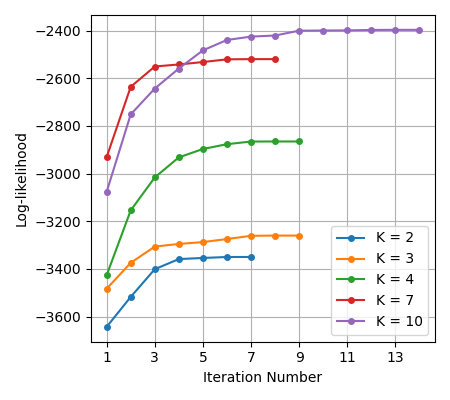 −2400
−2600
−2800
−3000
−3200
−3400
−3600
Log-likelihood
1 3 5 7 9 11 13
Iteration Number
K = 2
K = 3
K = 4
K = 7
K = 10